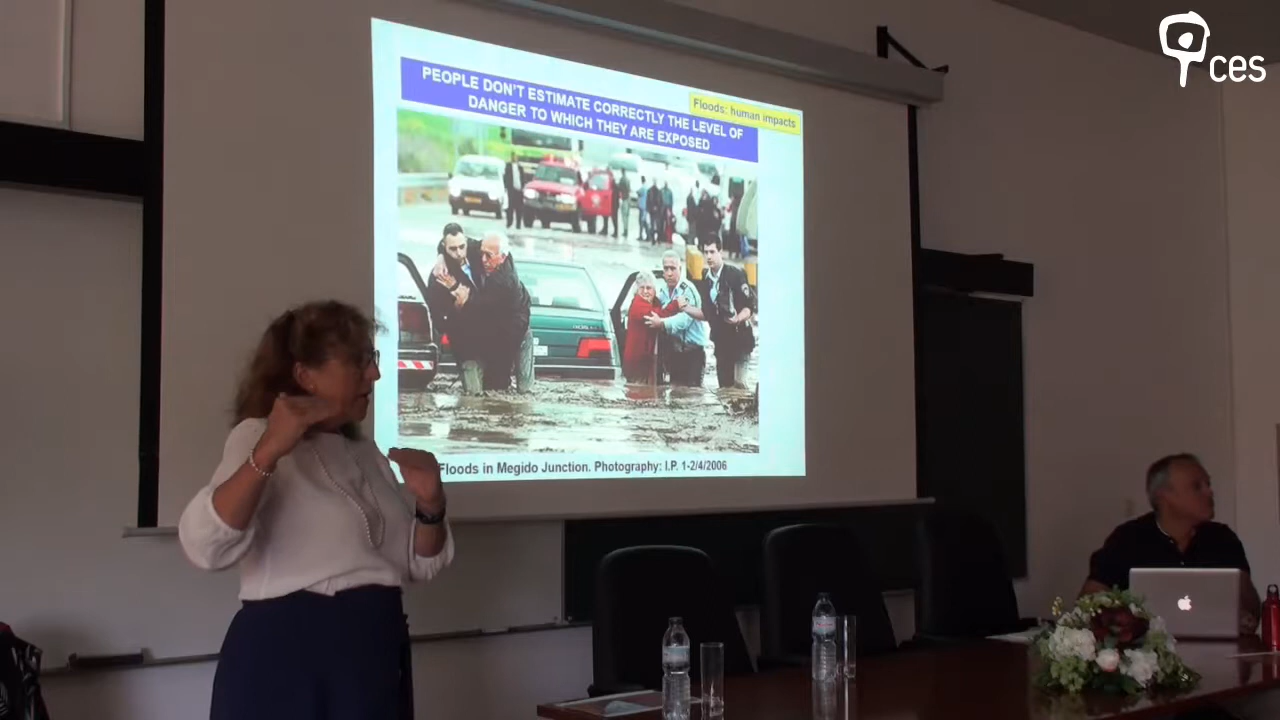 ces
Floods: human impacts
PEOPLE DON'T ESTIMATE CORRECTLY THE LEVEL OF
DANGER TO WHICH THEY ARE EXPOSED
Floods in Megido Junction. Photography: I.P. 1-2/4/2006